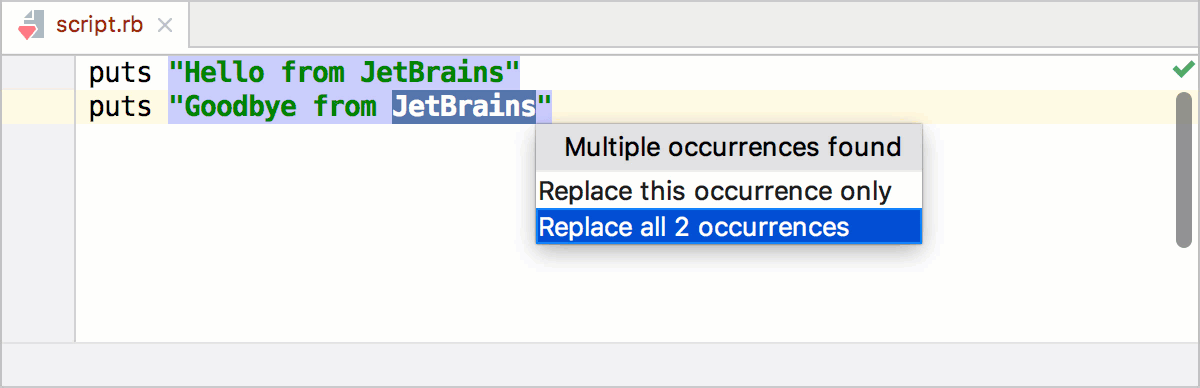 script.rb
puts "Hello from JetBrains"
puts "Goodbye from JetBrains"
Multiple occurrences found
Replace this occurrence only
Replace all 2 occurrences